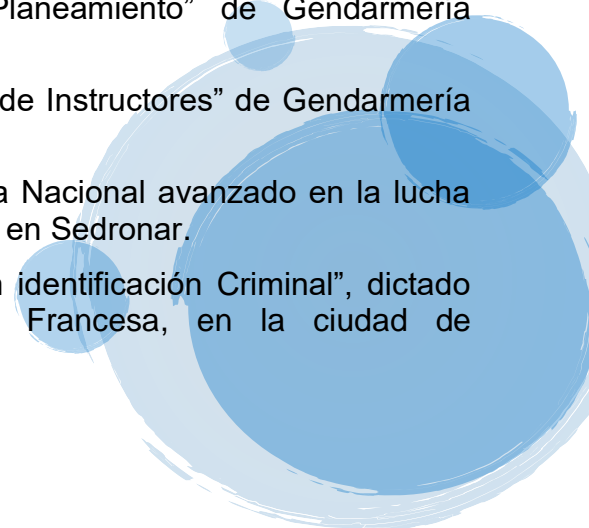 Planeamiento” de Gendarmería
de Instructores” de Gendarmería
a Nacional avanzado en la lucha
en Sedronar.
identificación Criminal”, dictado
Francesa, en la ciudad de